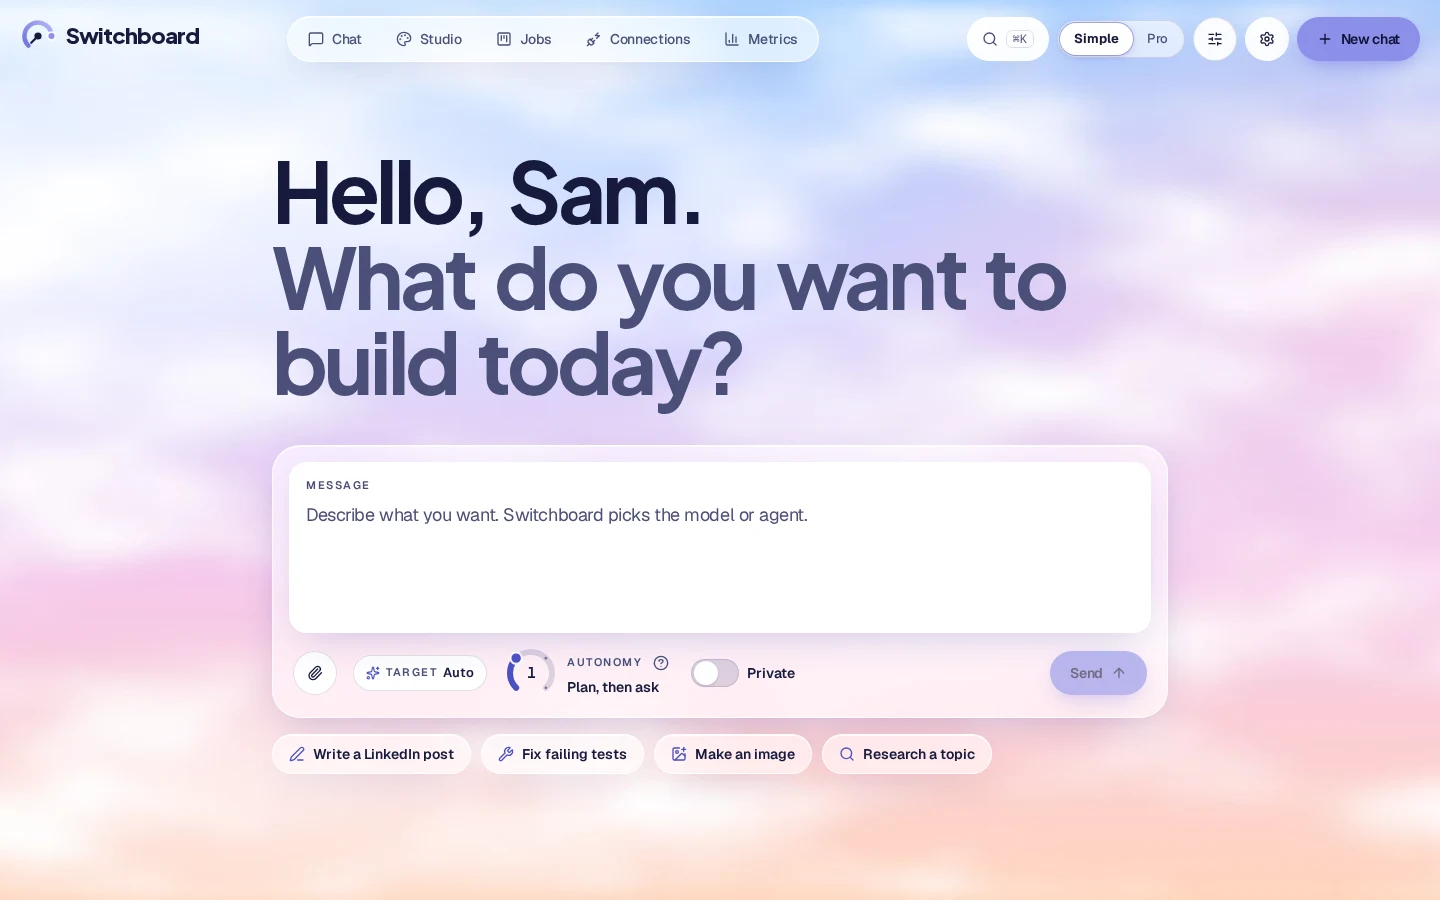 Switchboard
Chat
Studio
Jobs
Connections
Metrics
⌘K
Simple
Pro
New chat
Hello, Sam.
What do you want to
build today?
MESSAGE
Describe what you want. Switchboard picks the model or agent.
TARGET Auto
1
AUTONOMY
Plan, then ask
Private
Send
Write a LinkedIn post
Fix failing tests
Make an image
Research a topic